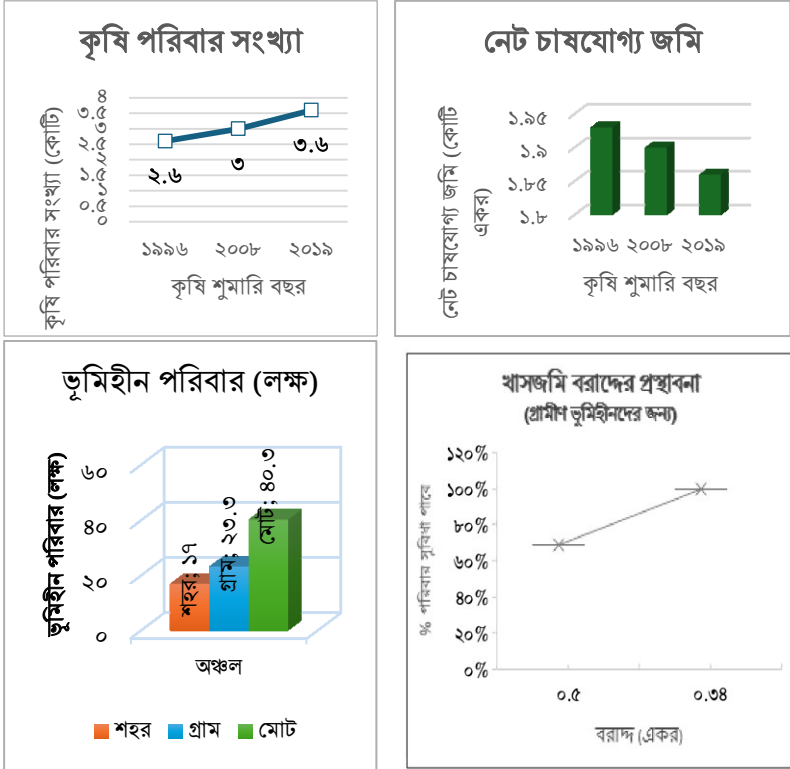 কৃষি পরিবার সংখ্যা
কৃষি পরিবার সংখ্যা (কোটি)
৪
৩.৫
৩
২.৫
২
১.৫
১
০.৫
০
২.৬
৩
৩.৬
১৯৯৬ ২০০৮ ২০১৯
কৃষি শুমারি বছর
নেট চাষযোগ্য জমি
নেট চাষযোগ্য জমি (কোটি
একর)
১.৯৫
১.৯
১.৮৫
১.৮
১৯৯৬ ২০০৮ ২০১৯
কৃষি শুমারি বছর
ভূমিহীন পরিবার (লক্ষ)
ভূমিহীন পরিবার (লক্ষ)
৬০
৪০
২০
০
শহর; ১৭
গ্রাম; ২৩.৩
মোট; ৪০.৩
অঞ্চল
শহর গ্রাম মোট
খাসজমি বরাদ্দের প্রস্থাবনা
(গ্রামীণ ভূমিহীনদের জন্য)
% পরিবার সুবিধা পাবে
১২০%
১০০%
৮০%
৬০%
৪০%
২০%
০%
০.৫ ০.৩৪
বরাদ্দ (একর)